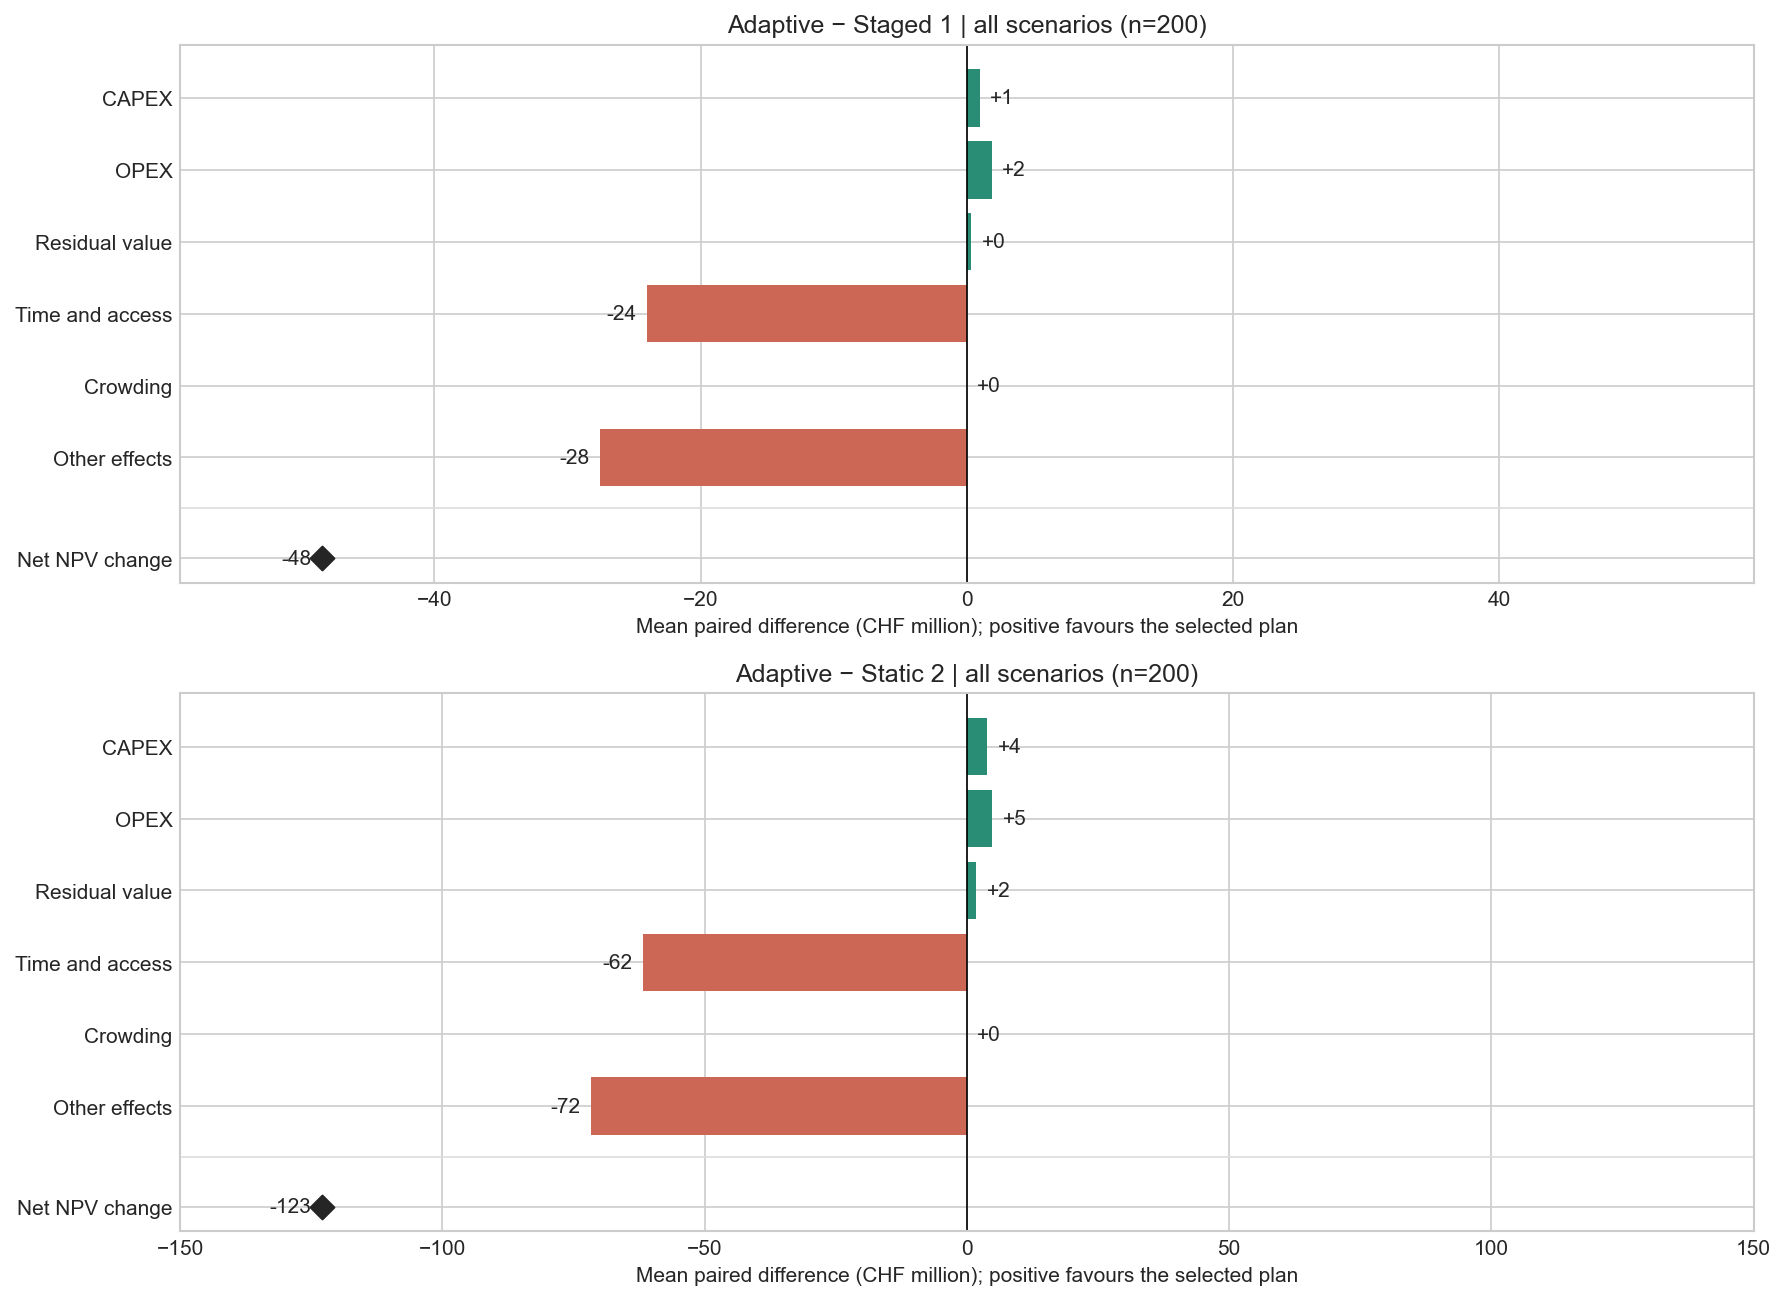 Adaptive − Staged 1 | all scenarios (n=200)
CAPEX
+1
OPEX
+2
Residual value
+0
Time and access
-24
Crowding
+0
Other effects
-28
Net NPV change
-48
−40
−20
0
20
40
Mean paired difference (CHF million); positive favours the selected plan
Adaptive − Static 2 | all scenarios (n=200)
CAPEX
+4
OPEX
+5
Residual value
+2
Time and access
-62
Crowding
+0
Other effects
-72
Net NPV change
-123
−150
−100
−50
0
50
100
150
Mean paired difference (CHF million); positive favours the selected plan